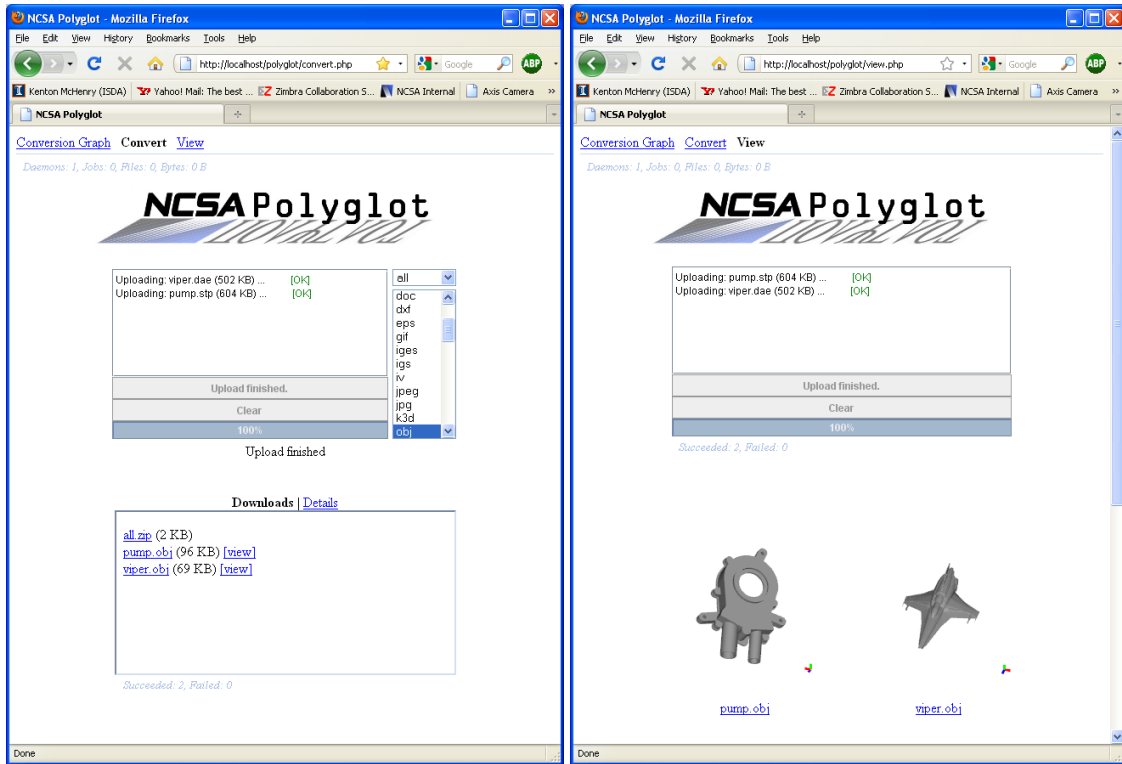 NCSA Polyglot - Mozilla Firefox
File Edit View History Bookmarks Tools Help
http://localhost/polyglot/convert.php Google ABP
Kenton McHenry (ISDA) Yahoo! Mail: The best ... Zimbra Collaboration S... NCSA Internal Axis Camera »
NCSA Polyglot
Conversion Graph Convert View
Daemons: 1, Jobs: 0, Files: 0, Bytes: 0 B
NCSA Polyglot
Uploading: viper.dae (502 KB) ... [OK]
Uploading: pump.stp (604 KB) ... [OK]
all
doc
dxf
eps
gif
iges
igs
iv
jpeg
jpg
k3d
obj
Upload finished.
Clear
100%
Upload finished
Downloads | Details
all.zip (2 KB)
pump.obj (96 KB) [view]
viper.obj (69 KB) [view]
Succeeded: 2, Failed: 0
Done
NCSA Polyglot - Mozilla Firefox
File Edit View History Bookmarks Tools Help
http://localhost/polyglot/view.php Google ABP
Kenton McHenry (ISDA) Yahoo! Mail: The best ... Zimbra Collaboration S... NCSA Internal Axis Camera »
NCSA Polyglot
Conversion Graph Convert View
Daemons: 1, Jobs: 0, Files: 0, Bytes: 0 B
NCSA Polyglot
Uploading: pump.stp (604 KB) ... [OK]
Uploading: viper.dae (502 KB) ... [OK]
Upload finished.
Clear
100%
Succeeded: 2, Failed: 0
pump.obj viper.obj
Done